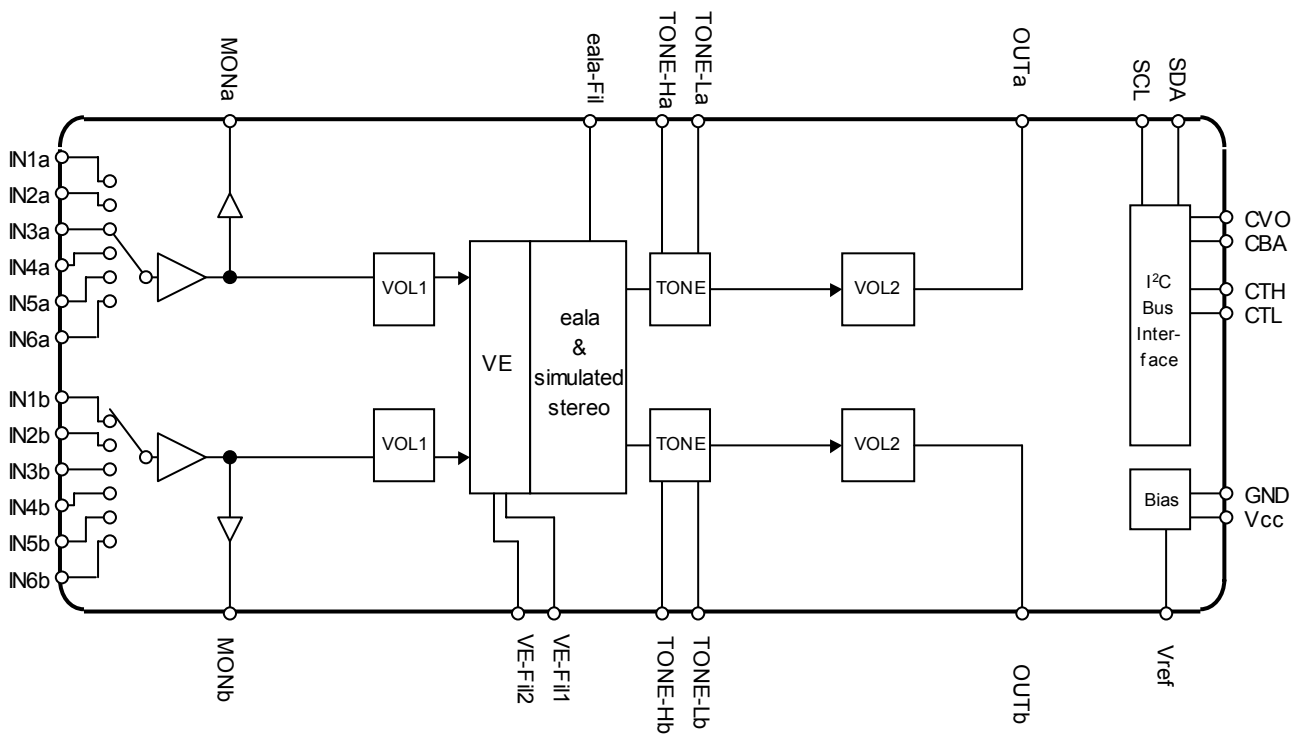 MONa
eala-Fil
TONE-Ha
TONE-La
OUTa
SCL
SDA
IN1a
IN2a
IN3a
IN4a
IN5a
IN6a
IN1b
IN2b
IN3b
IN4b
IN5b
IN6b
VOL1
VOL1
VE
eala
&
simulated
stereo
TONE
TONE
VOL2
VOL2
I²C
Bus
Inter-
face
Bias
CVO
CBA
CTH
CTL
GND
Vcc
MONb
VE-Fil2
VE-Fil1
TONE-Hb
TONE-Lb
OUTb
Vref